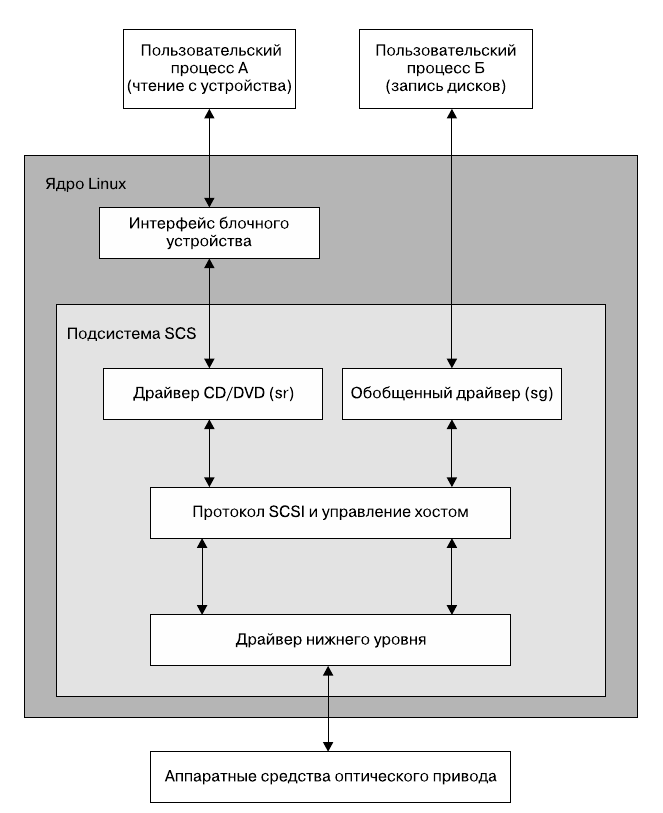 Пользовательский
процесс А
(чтение с устройства)
Пользовательский
процесс Б
(запись дисков)
Ядро Linux
Интерфейс блочного
устройства
Подсистема SCS
Драйвер CD/DVD (sr)
Обобщенный драйвер (sg)
Протокол SCSI и управление хостом
Драйвер нижнего уровня
Аппаратные средства оптического привода